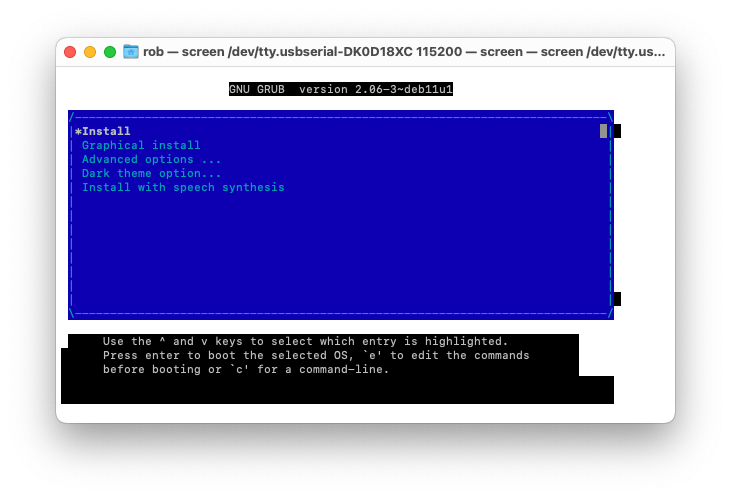 rob — screen /dev/tty.usbserial-DK0D18XC 115200 — screen — screen /dev/tty.us...
GNU GRUB  version 2.06-3~deb11u1
*Install
Graphical install
Advanced options ...
Dark theme option...
Install with speech synthesis
Use the ^ and v keys to select which entry is highlighted.
Press enter to boot the selected OS, `e' to edit the commands
before booting or `c' for a command-line.